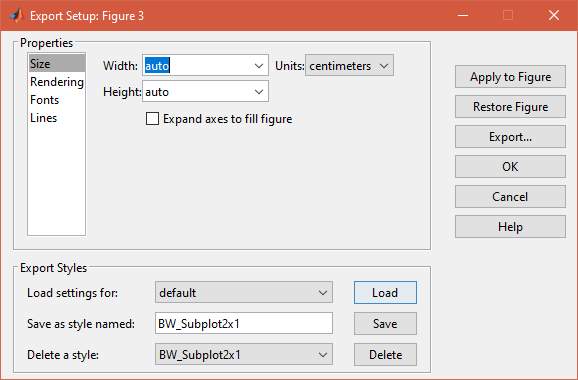 Export Setup: Figure 3
Properties
Size
Rendering
Fonts
Lines
Width: auto Units: centimeters
Height: auto
Expand axes to fill figure
Apply to Figure
Restore Figure
Export...
OK
Cancel
Help
Export Styles
Load settings for: default Load
Save as style named: BW_Subplot2x1 Save
Delete a style: BW_Subplot2x1 Delete